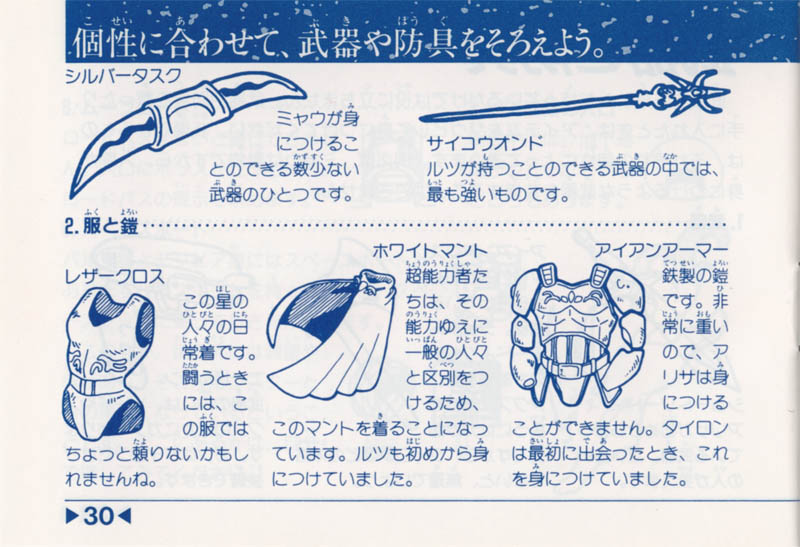 個性に合わせて、武器や防具をそろえよう。
シルバータスク
ミャウが身
につけるこ
とのできる数少ない
武器のひとつです。
サイコウオンド
ルツが持つことのできる武器の中では、
最も強いものです。
2.服と鎧
レザークロス
この星の
人々の日
常着です。
闘うとき
には、こ
の服では
ちょっと頼りないかもし
れませんね。
ホワイトマント
超能力者た
ちは、その
能力ゆえに
一般の人々
と区別をつ
けるため、
このマントを着ることになっ
ています。ルツも初めから身
につけていました。
アイアンアーマー
鉄製の鎧
です。非
常に重い
ので、ア
リサは身
につける
ことができません。タイロン
は最初に出会ったとき、これ
を身につけていました。
▶30◀